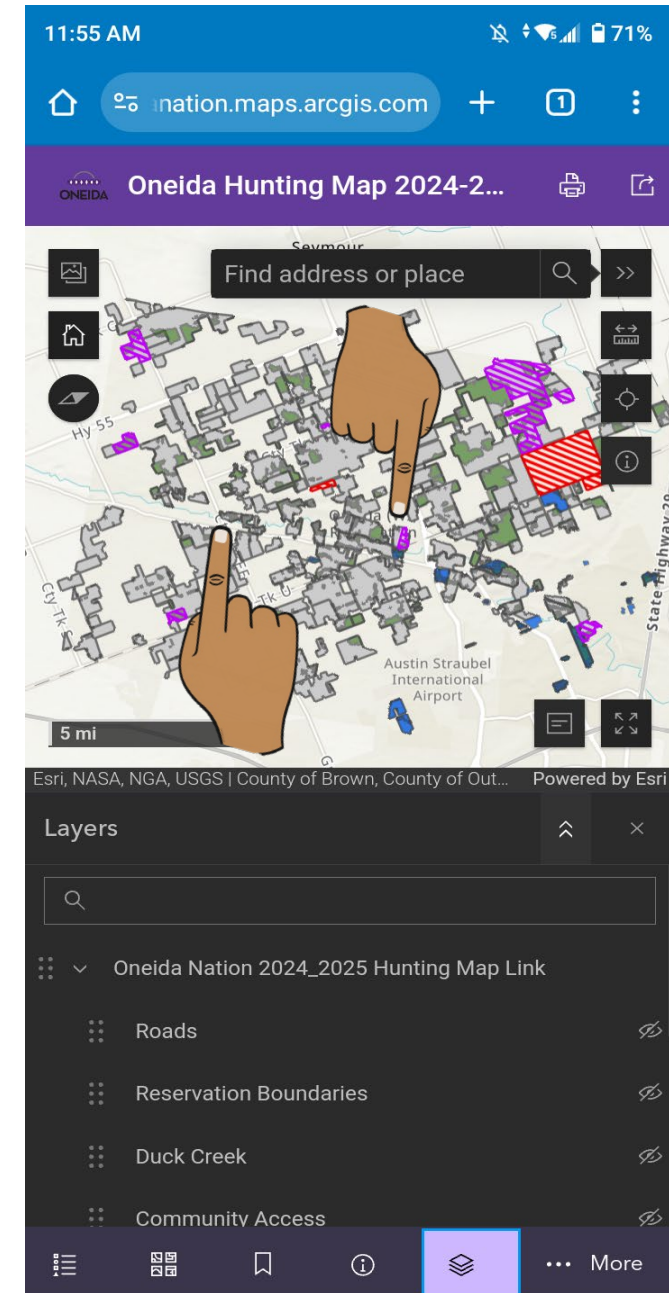 11:55 AM
5
71%
nation.maps.arcgis.com
1
ONEIDA
Oneida Hunting Map 2024-2...
Seymour
Find address or place
Hy 55
Cty Tk U
Austin Straubel
International
Airport
State Highway 29
5 mi
Esri, NASA, NGA, USGS | County of Brown, County of Out...
Powered by Esri
Layers
Oneida Nation 2024_2025 Hunting Map Link
Roads
Reservation Boundaries
Duck Creek
Community Access
More